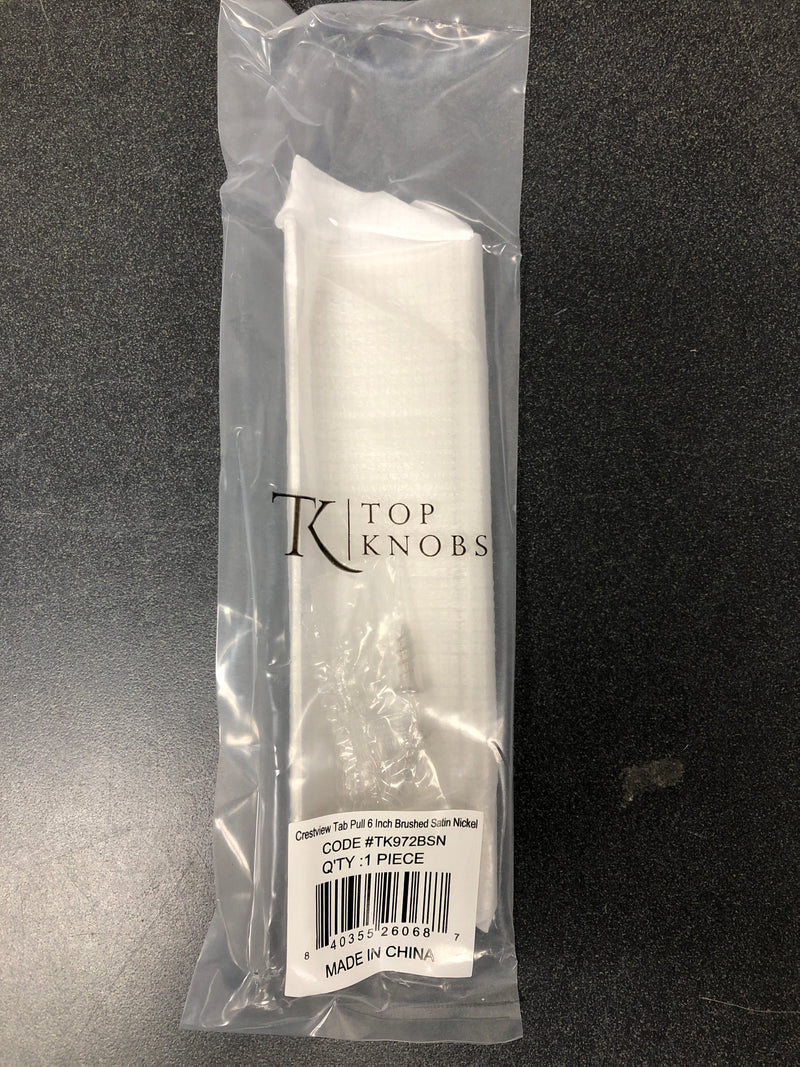 TK TOP
KNOBS
Crestview Tab Pull 6 Inch Brushed Satin Nickel
CODE #TK972BSN
Q'TY :1 PIECE
8 40355 26068 7
MADE IN CHINA